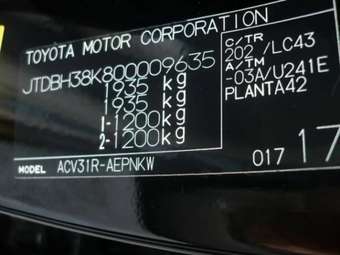 TOYOTA MOTOR CORPORATION
JTDBH38K800009635
1935 kg
1935 kg
1-1200kg
2-1200kg
C/TR
202 /LC43
A/TM
-03A/U241E
PLANTA42
017 17
MODEL ACV31R-AEPNKW